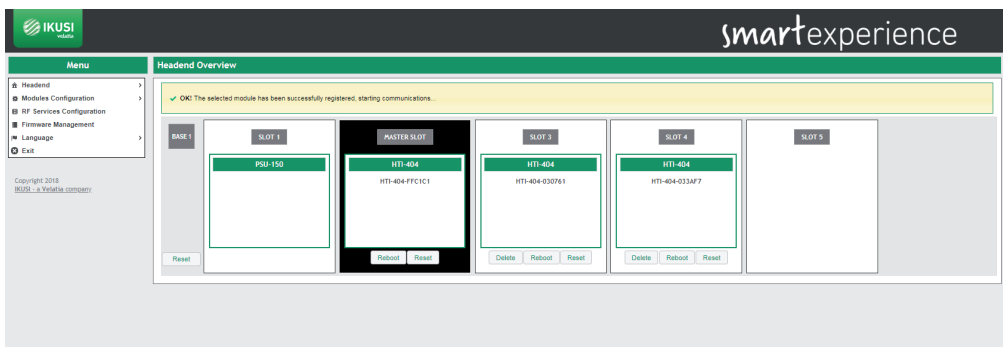 IKUSI
velatia
smartexperience
Menu
Headend
Modules Configuration
RF Services Configuration
Firmware Management
Language
Exit
Copyright 2018
IKUSI - a Velatia company
Headend Overview
OK! The selected module has been successfully registered, starting communications...
BASE 1
Reset
SLOT 1
PSU-150
MASTER SLOT
HTI-404
HTI-404-FFC1C1
Reboot Reset
SLOT 3
HTI-404
HTI-404-030761
Delete Reboot Reset
SLOT 4
HTI-404
HTI-404-033AF7
Delete Reboot Reset
SLOT 5